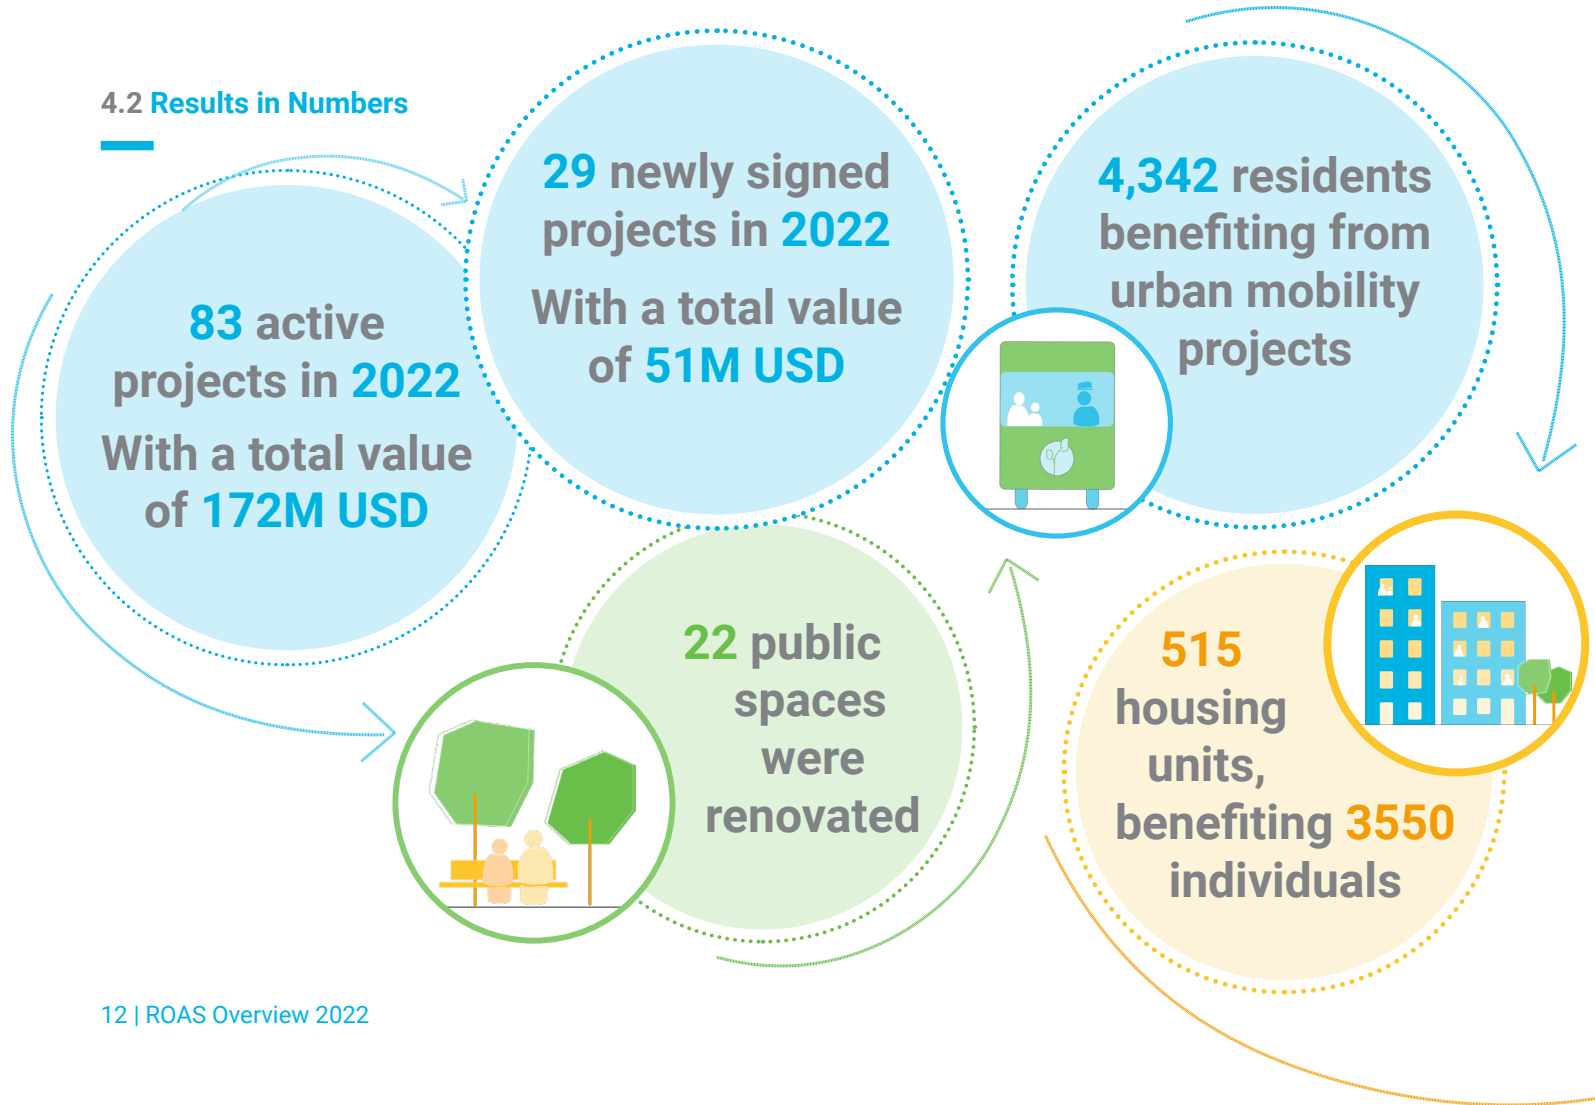 4.2 Results in Numbers
83 active
projects in 2022
With a total value
of 172M USD
29 newly signed
projects in 2022
With a total value
of 51M USD
4,342 residents
benefiting from
urban mobility
projects
22 public
spaces
were
renovated
515
housing
units,
benefiting 3550
individuals
12 | ROAS Overview 2022